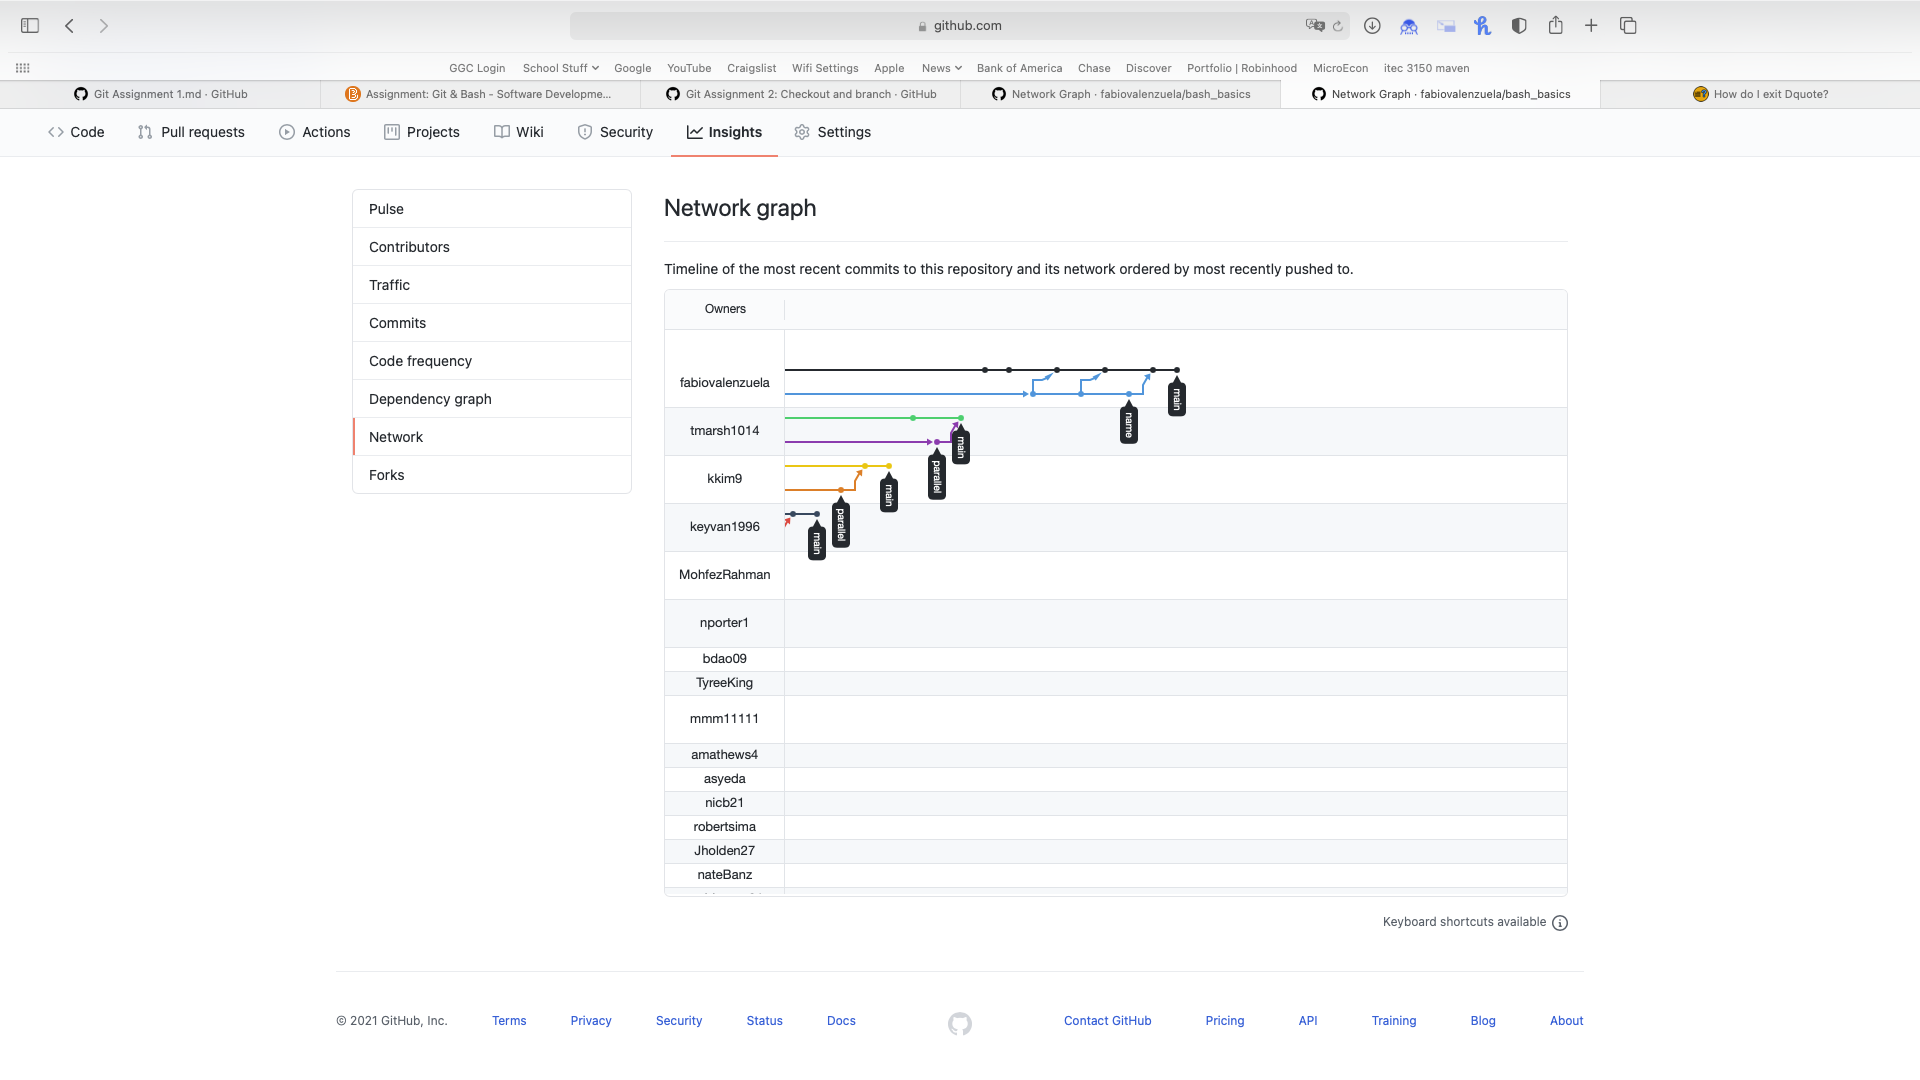 github.com
GGC Login School Stuff Google YouTube Craigslist Wifi Settings Apple News Bank of America Chase Discover Portfolio | Robinhood MicroEcon itec 3150 maven
Git Assignment 1.md · GitHub
Assignment: Git & Bash - Software Developme...
Git Assignment 2: Checkout and branch · GitHub
Network Graph · fabiovalenzuela/bash_basics
Network Graph · fabiovalenzuela/bash_basics
How do I exit Dquote?
Code Pull requests Actions Projects Wiki Security Insights Settings
Pulse
Contributors
Traffic
Commits
Code frequency
Dependency graph
Network
Forks
Network graph
Timeline of the most recent commits to this repository and its network ordered by most recently pushed to.
Owners
fabiovalenzuela
main
name
tmarsh1014
main
parallel
kkim9
main
parallel
keyvan1996
main
MohfezRahman
nporter1
bdao09
TyreeKing
mmm11111
amathews4
asyeda
nicb21
robertsima
Jholden27
nateBanz
Keyboard shortcuts available
© 2021 GitHub, Inc. Terms Privacy Security Status Docs Contact GitHub Pricing API Training Blog About